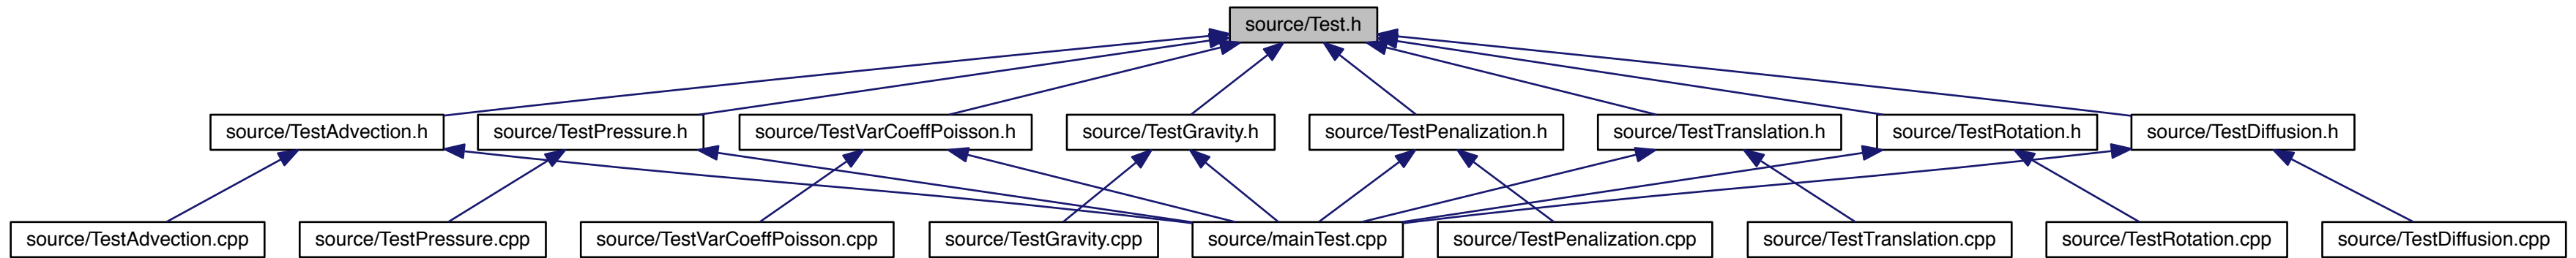 source/Test.h
source/TestAdvection.h
source/TestPressure.h
source/TestVarCoeffPoisson.h
source/TestGravity.h
source/TestPenalization.h
source/TestTranslation.h
source/TestRotation.h
source/TestDiffusion.h
source/TestAdvection.cpp
source/TestPressure.cpp
source/TestVarCoeffPoisson.cpp
source/TestGravity.cpp
source/mainTest.cpp
source/TestPenalization.cpp
source/TestTranslation.cpp
source/TestRotation.cpp
source/TestDiffusion.cpp